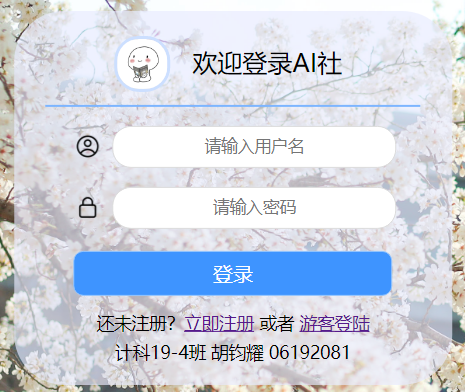 欢迎登录AI社
请输入用户名
请输入密码
登录
还未注册？立即注册 或者 游客登陆
计科19-4班 胡钧耀 06192081